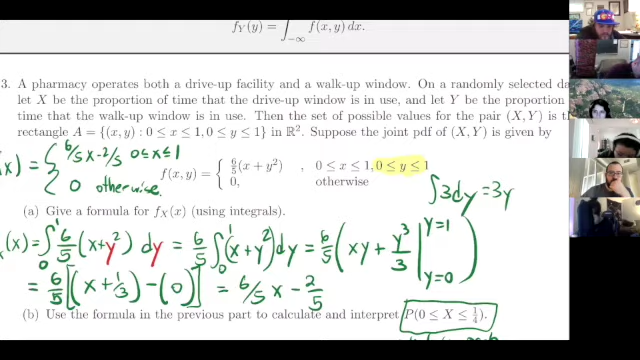 f_Y(y) = ∫_{-∞} f(x, y) dx.
3. A pharmacy operates both a drive-up facility and a walk-up window. On a randomly selected da
let X be the proportion of time that the drive-up window is in use, and let Y be the proportion
time that the walk-up window is in use. Then the set of possible values for the pair (X, Y) is th
rectangle A = {(x, y) : 0 ≤ x ≤ 1, 0 ≤ y ≤ 1} in ℝ². Suppose the joint pdf of (X, Y) is given by
(x) = { 6/5 x - 2/5 0 ≤ x ≤ 1
0 otherwise.
f(x, y) = { 6/5 (x + y²) , 0 ≤ x ≤ 1, 0 ≤ y ≤ 1
0, otherwise
∫ 3 dy = 3y
(a) Give a formula for f_X(x) (using integrals).
(x) = ∫_0^1 6/5 (x + y²) dy = 6/5 ∫_0^1 (x + y²) dy = 6/5 (xy + y³/3 |_{y=0}^{y=1})
= 6/5 [(x + 1/3) - (0)] = 6/5 x - 2/5
(b) Use the formula in the previous part to calculate and interpret P(0 ≤ X ≤ 1/4).